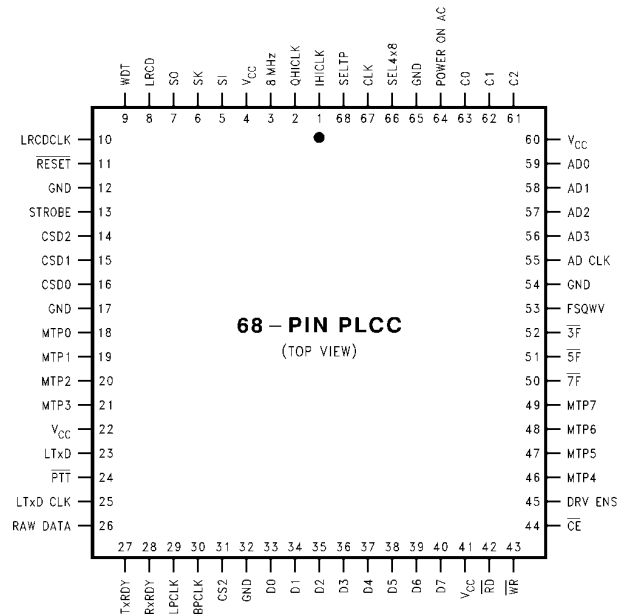 WDT LRCD SO SK SI VCC 8 MHz QHICLK IHICLK SELTP CLK SEL4x8 GND POWER ON AC C0 C1 C2
9 8 7 6 5 4 3 2 1 68 67 66 65 64 63 62 61
LRCDCLK 10 60 VCC
RESET 11 59 AD0
GND 12 58 AD1
STROBE 13 57 AD2
CSD2 14 56 AD3
CSD1 15 55 AD CLK
CSD0 16 54 GND
GND 17 53 FSQWV
MTP0 18 52 3F
MTP1 19 51 5F
MTP2 20 50 7F
MTP3 21 49 MTP7
VCC 22 48 MTP6
LTxD 23 47 MTP5
PTT 24 46 MTP4
LTxD CLK 25 45 DRV ENS
RAW DATA 26 44 CE
68-PIN PLCC
(TOP VIEW)
27 28 29 30 31 32 33 34 35 36 37 38 39 40 41 42 43
TxRDY RxRDY LPCLK BPCLK CS2 GND D0 D1 D2 D3 D4 D5 D6 D7 VCC RD WR